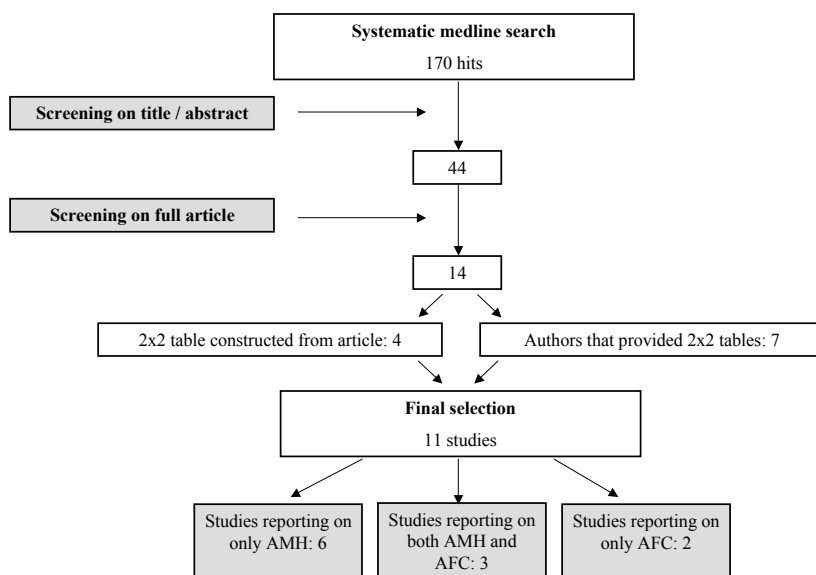 Systematic medline search
170 hits
Screening on title / abstract
44
Screening on full article
14
2x2 table constructed from article: 4
Authors that provided 2x2 tables: 7
Final selection
11 studies
Studies reporting on
only AMH: 6
Studies reporting on
both AMH and
AFC: 3
Studies reporting on
only AFC: 2